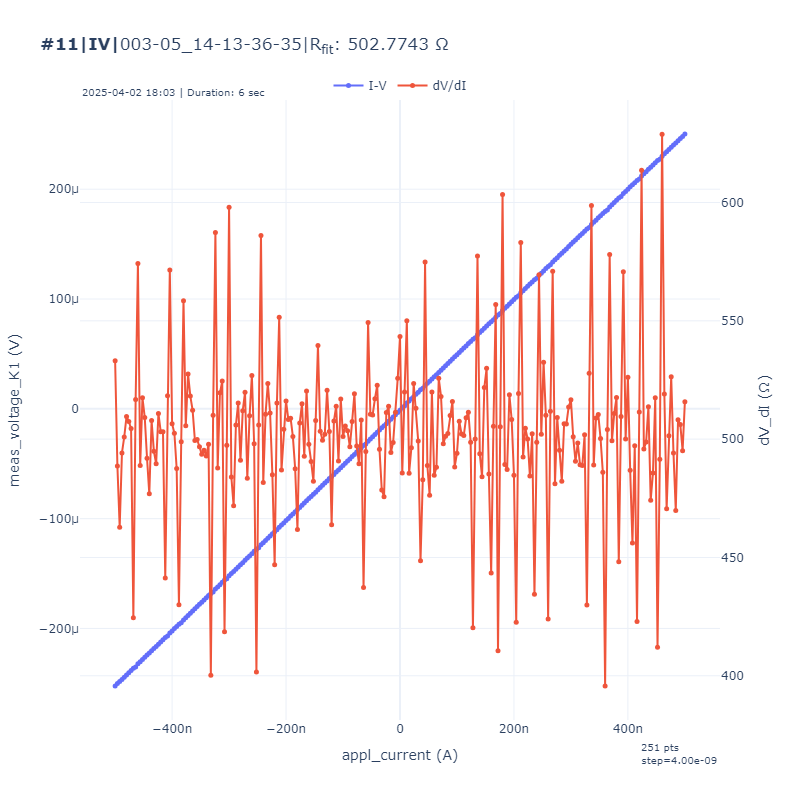 #11|IV|003-05_14-13-36-35|Rfit: 502.7743 Ω
2025-04-02 18:03 | Duration: 6 sec
I-V
dV/dI
200μ
100μ
0
−100μ
−200μ
meas_voltage_K1 (V)
600
550
500
450
400
dV_dI (Ω)
−400n
−200n
0
200n
400n
appl_current (A)
251 pts
step=4.00e-09